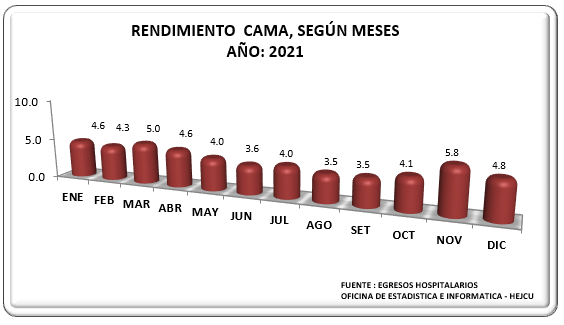 RENDIMIENTO CAMA, SEGÚN MESES
AÑO: 2021
10.0
5.0
0.0
4.6
4.3
5.0
4.6
4.0
3.6
4.0
3.5
3.5
4.1
5.8
4.8
ENE
FEB
MAR
ABR
MAY
JUN
JUL
AGO
SET
OCT
NOV
DIC
FUENTE : EGRESOS HOSPITALARIOS
OFICINA DE ESTADISTICA E INFORMATICA - HEJCU